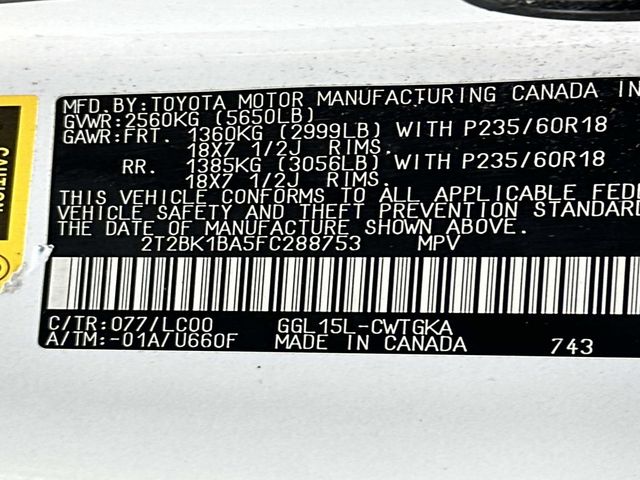 MFD.BY:TOYOTA MOTOR MANUFACTURING CANADA IN
GVWR:2560KG (5650LB)
GAWR:FRT. 1360KG (2999LB) WITH P235/60R18
18X7 1/2J RIMS.
RR. 1385KG (3056LB) WITH P235/60R18
18X7 1/2J RIMS.
THIS VEHICLE CONFORMS TO ALL APPLICABLE FEDE
VEHICLE SAFETY AND THEFT PREVENTION STANDARD
THE DATE OF MANUFACTURE SHOWN ABOVE.
2T2BK1BA5FC288753 MPV
C/TR:077/LC00 GGL15L-CWTGKA
A/TM:-01A/U660F MADE IN CANADA 743
CAUTION